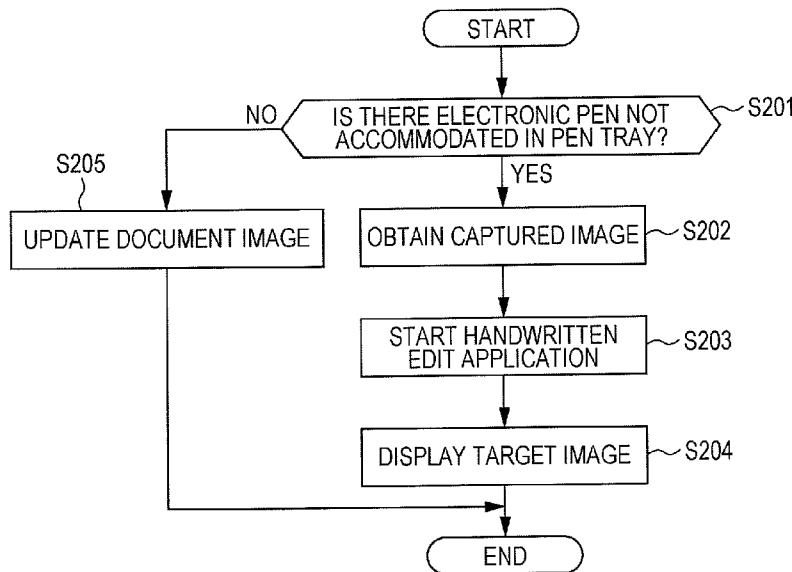 START
IS THERE ELECTRONIC PEN NOT
ACCOMMODATED IN PEN TRAY?
S201
NO
YES
S205
UPDATE DOCUMENT IMAGE
OBTAIN CAPTURED IMAGE
S202
START HANDWRITTEN
EDIT APPLICATION
S203
DISPLAY TARGET IMAGE
S204
END